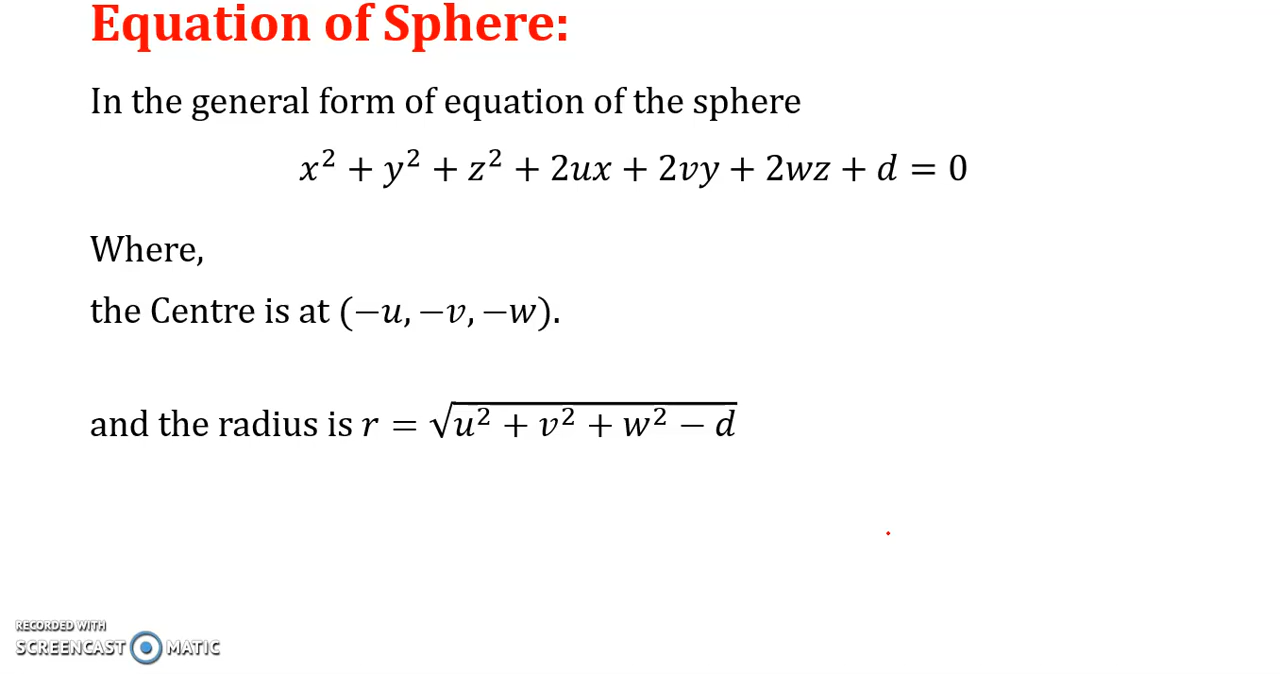 Equation of Sphere:
In the general form of equation of the sphere
x² + y² + z² + 2ux + 2vy + 2wz + d = 0
Where,
the Centre is at (−u, −v, −w).
and the radius is r = √(u² + v² + w² − d)
RECORDED WITH
SCREENCAST MATIC